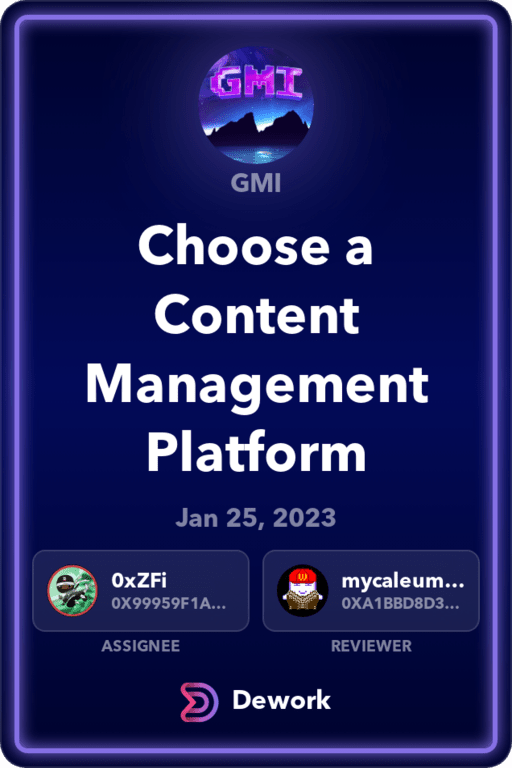 GMI
GMI
Choose a
Content
Management
Platform
Jan 25, 2023
0xZFi
0X99959F1A...
ASSIGNEE
mycaleum...
0XA1BBD8D3...
REVIEWER
Dework